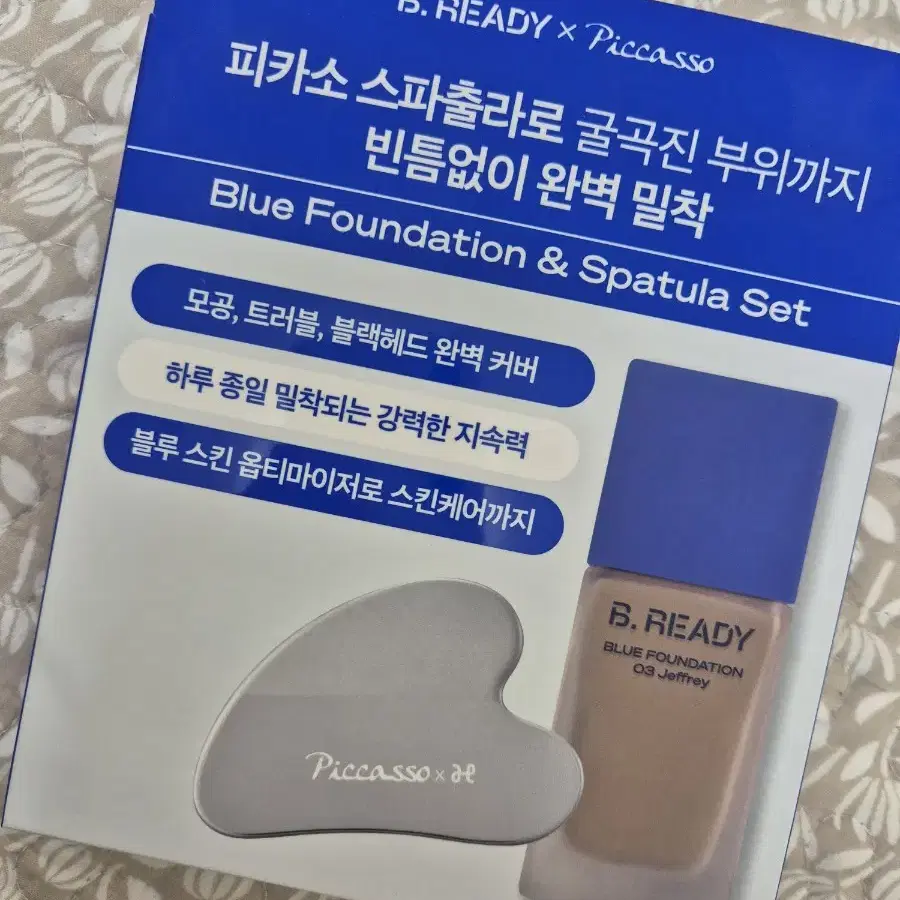 B. READY × Piccasso
피카소 스파출라로 굴곡진 부위까지
빈틈없이 완벽 밀착
Blue Foundation & Spatula Set
모공, 트러블, 블랙헤드 완벽 커버
하루 종일 밀착되는 강력한 지속력
블루 스킨 옵티마이저로 스킨케어까지
B. READY
BLUE FOUNDATION
03 Jeffrey
Piccasso ×